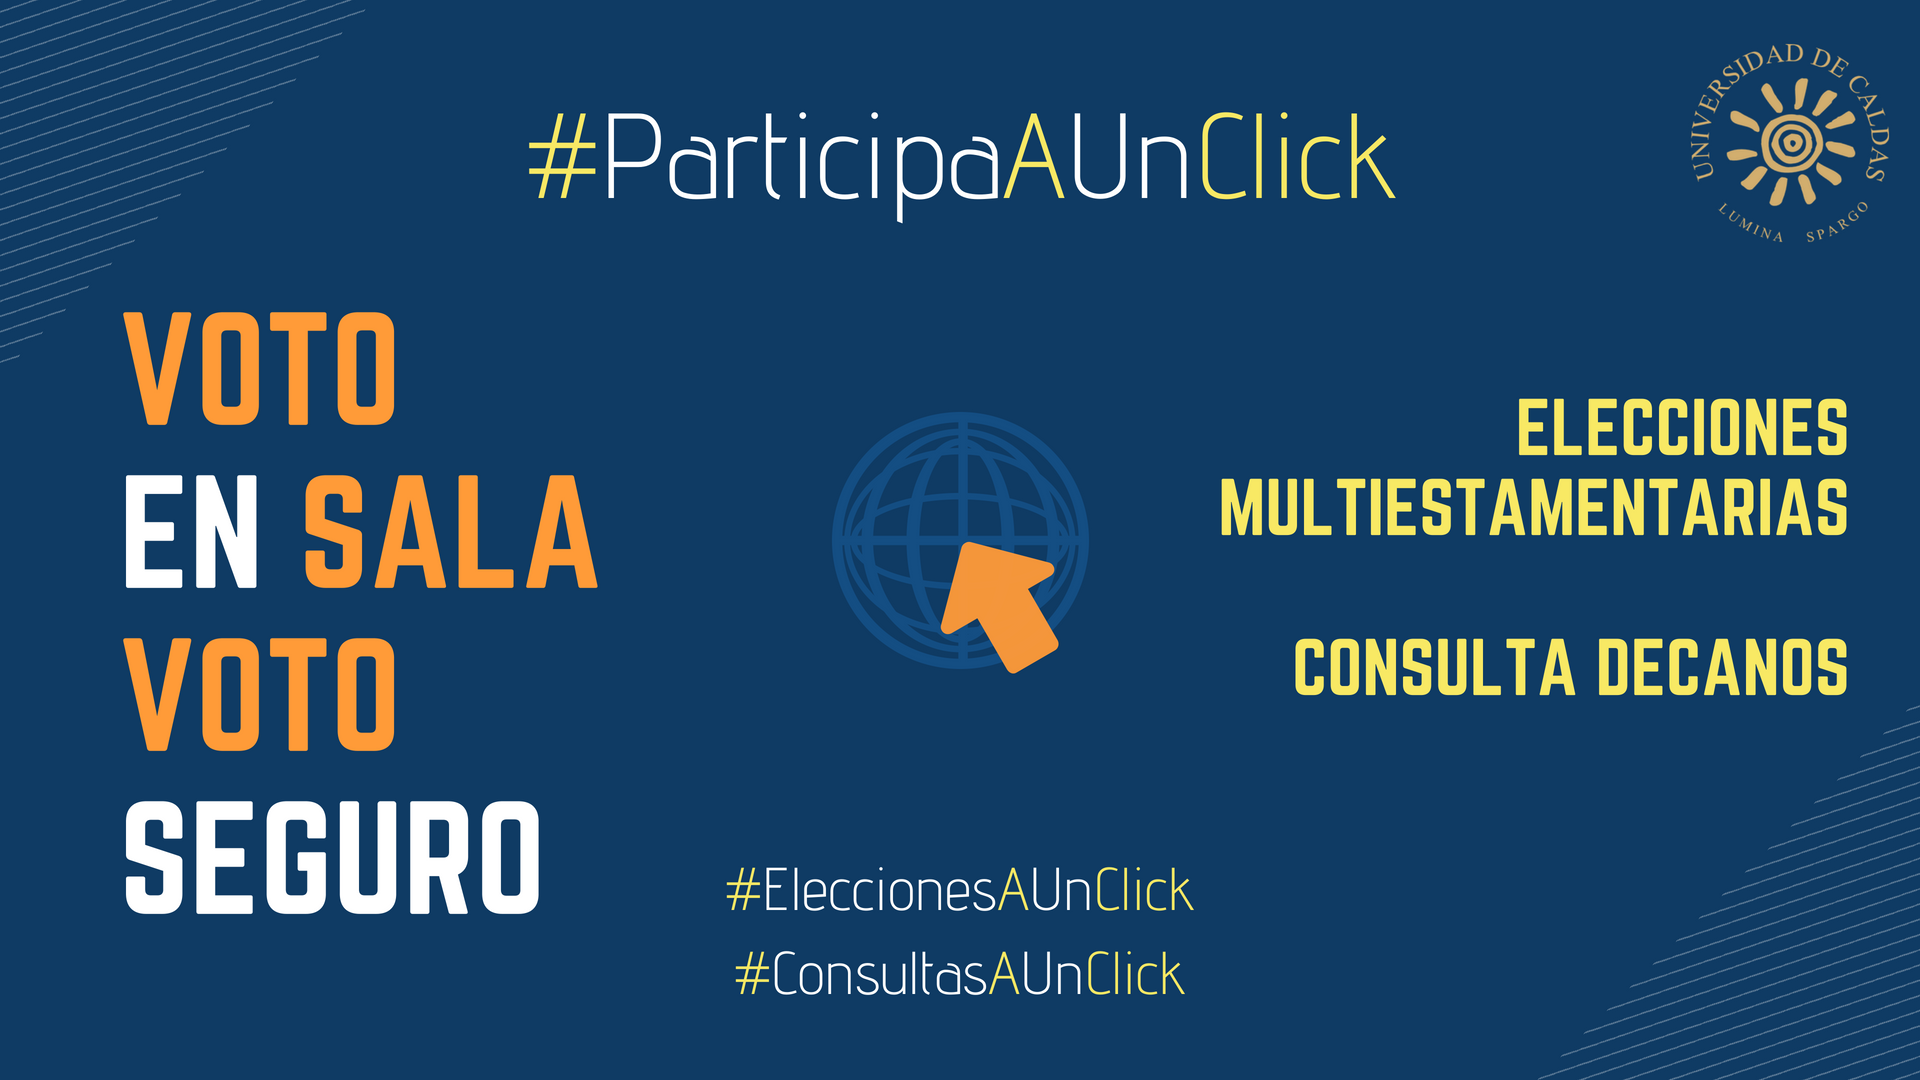 #ParticipaAUnClick
UNIVERSIDAD DE CALDAS
LUMINA SPARGO
VOTO
EN SALA
VOTO
SEGURO
ELECCIONES
MULTIESTAMENTARIAS
CONSULTA DECANOS
#EleccionesAUnClick
#ConsultasAUnClick